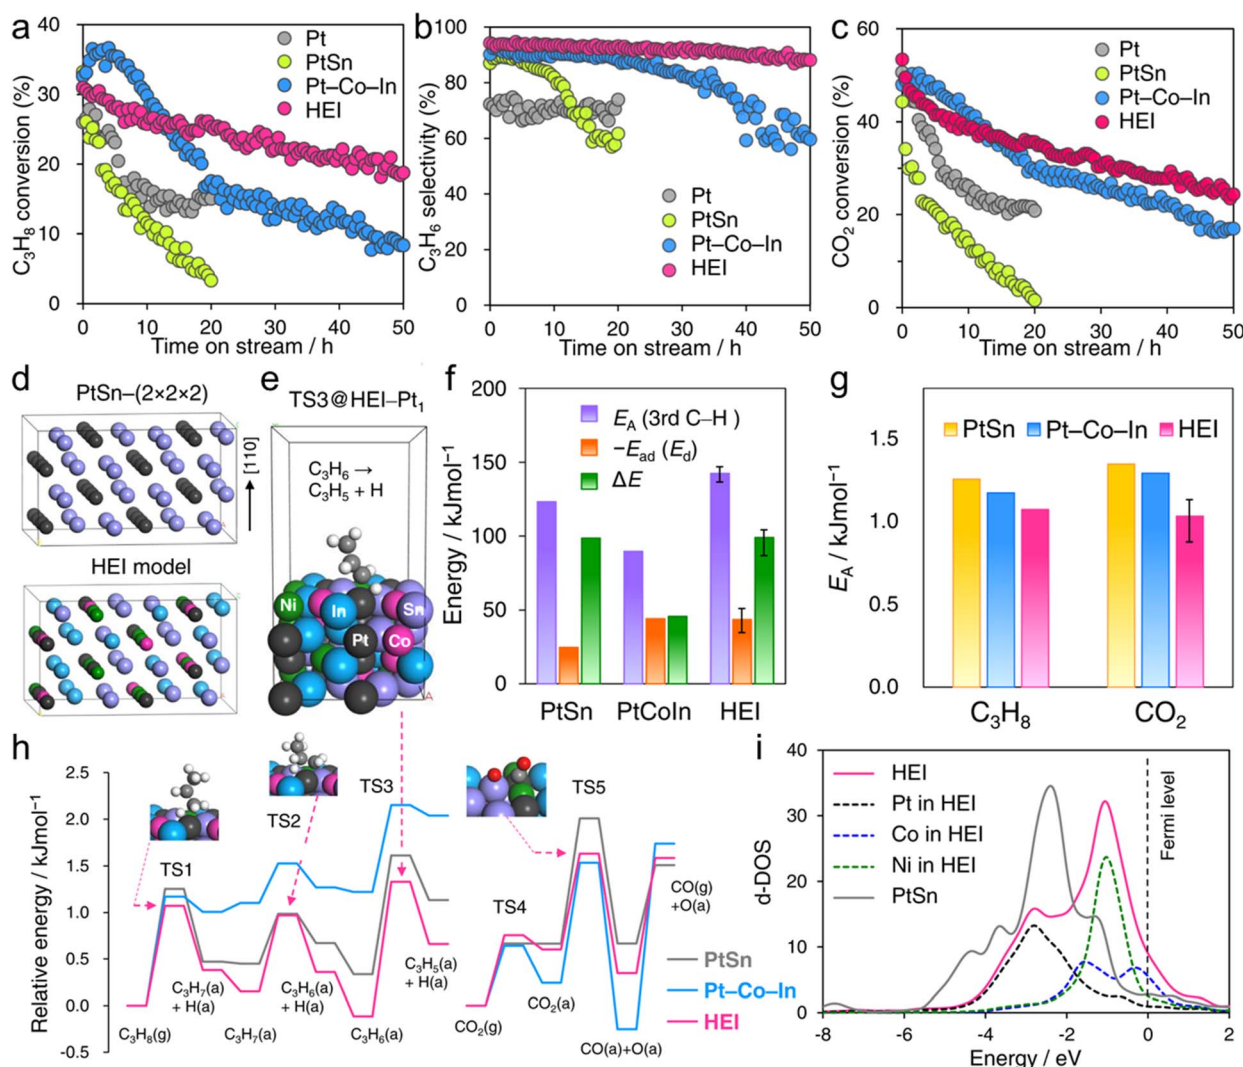 a
C3H8 conversion (%)
40
30
20
10
0
Pt
PtSn
Pt–Co–In
HEI
0 10 20 30 40 50
Time on stream / h
b
C3H6 selectivity (%)
100
80
60
40
20
0
Pt
PtSn
Pt–Co–In
HEI
0 10 20 30 40 50
Time on stream / h
c
CO2 conversion (%)
60
40
20
0
Pt
PtSn
Pt–Co–In
HEI
0 10 20 30 40 50
Time on stream / h
d
PtSn–(2×2×2)
[110]
HEI model
e
TS3@HEI–Pt1
C3H6 →
C3H5 + H
Ni
In
Sn
Pt
Co
A
f
Energy / kJmol−1
200
150
100
50
0
EA (3rd C–H )
−Ead (Ed)
ΔE
PtSn PtCoIn HEI
g
EA / kJmol−1
1.5
1.0
0.5
0.0
PtSn Pt–Co–In HEI
C3H8 CO2
h
Relative energy / kJmol−1
2.5
2.0
1.5
1.0
0.5
0.0
-0.5
TS1
TS2
TS3
TS4
TS5
C3H8(g)
C3H7(a)
+ H(a)
C3H7(a)
C3H6(a)
+ H(a)
C3H6(a)
C3H5(a)
+ H(a)
CO2(g)
CO2(a)
CO(a)+O(a)
CO(g)
+O(a)
PtSn
Pt–Co–In
HEI
i
d-DOS
40
30
20
10
0
HEI
Pt in HEI
Co in HEI
Ni in HEI
PtSn
Fermi level
-8 -6 -4 -2 0 2
Energy / eV